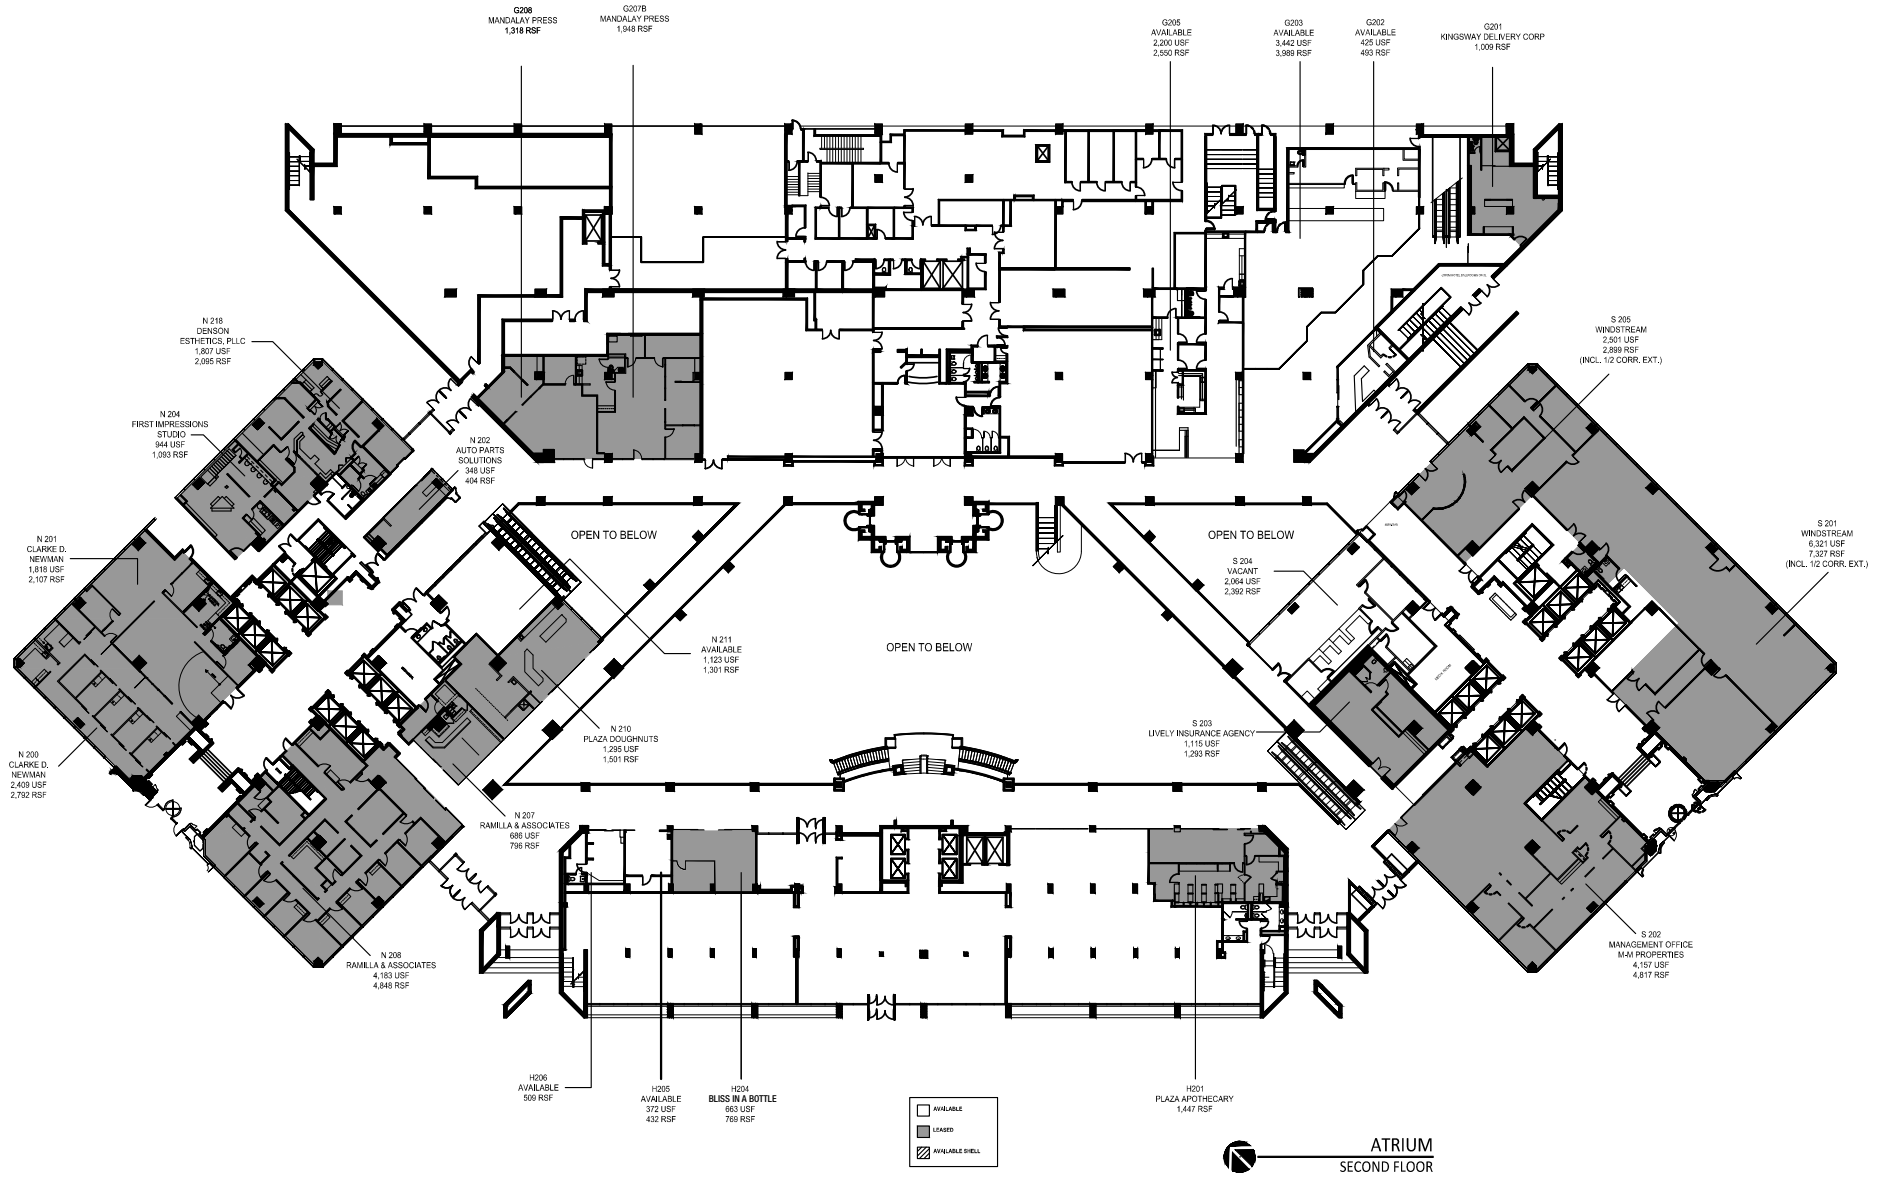 G208
MANDALAY PRESS
1,318 RSF
G207B
MANDALAY PRESS
1,948 RSF
G205
AVAILABLE
2,200 USF
2,550 RSF
G203
AVAILABLE
3,442 USF
3,989 RSF
G202
AVAILABLE
425 USF
493 RSF
G201
KINGSWAY DELIVERY CORP
1,009 RSF
N 218
DENSON
ESTHETICS, PLLC
1,807 USF
2,095 RSF
N 204
FIRST IMPRESSIONS
STUDIO
944 USF
1,093 RSF
N 202
AUTO PARTS
SOLUTIONS
348 USF
404 RSF
S 205
WINDSTREAM
2,501 USF
2,899 RSF
(INCL. 1/2 CORR. EXT.)
N 201
CLARKE D.
NEWMAN
1,818 USF
2,107 RSF
OPEN TO BELOW
OPEN TO BELOW
S 201
WINDSTREAM
6,321 USF
7,327 RSF
(INCL. 1/2 CORR. EXT.)
S 204
VACANT
2,064 USF
2,392 RSF
OPEN TO BELOW
N 211
AVAILABLE
1,123 USF
1,301 RSF
N 210
PLAZA DOUGHNUTS
1,295 USF
1,501 RSF
S 203
LIVELY INSURANCE AGENCY
1,115 USF
1,293 RSF
N 200
CLARKE D.
NEWMAN
2,409 USF
2,792 RSF
N 207
RAMILLA & ASSOCIATES
686 USF
796 RSF
N 208
RAMILLA & ASSOCIATES
4,183 USF
4,848 RSF
S 202
MANAGEMENT OFFICE
M-M PROPERTIES
4,157 USF
4,817 RSF
H206
AVAILABLE
509 RSF
H205
AVAILABLE
372 USF
432 RSF
H204
BLISS IN A BOTTLE
663 USF
769 RSF
H201
PLAZA APOTHECARY
1,447 RSF
AVAILABLE
LEASED
AVAILABLE SHELL
ATRIUM
SECOND FLOOR